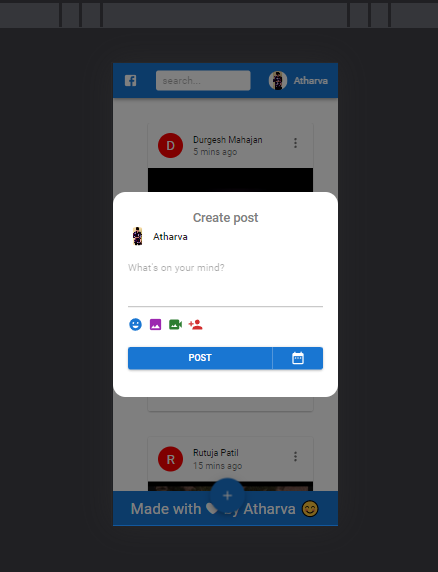 search...
Atharva
D
Durgesh Mahajan
5 mins ago
Create post
Atharva
What's on your mind?
POST
R
Rutuja Patil
15 mins ago
+
Made with 🤍 by Atharva 😊